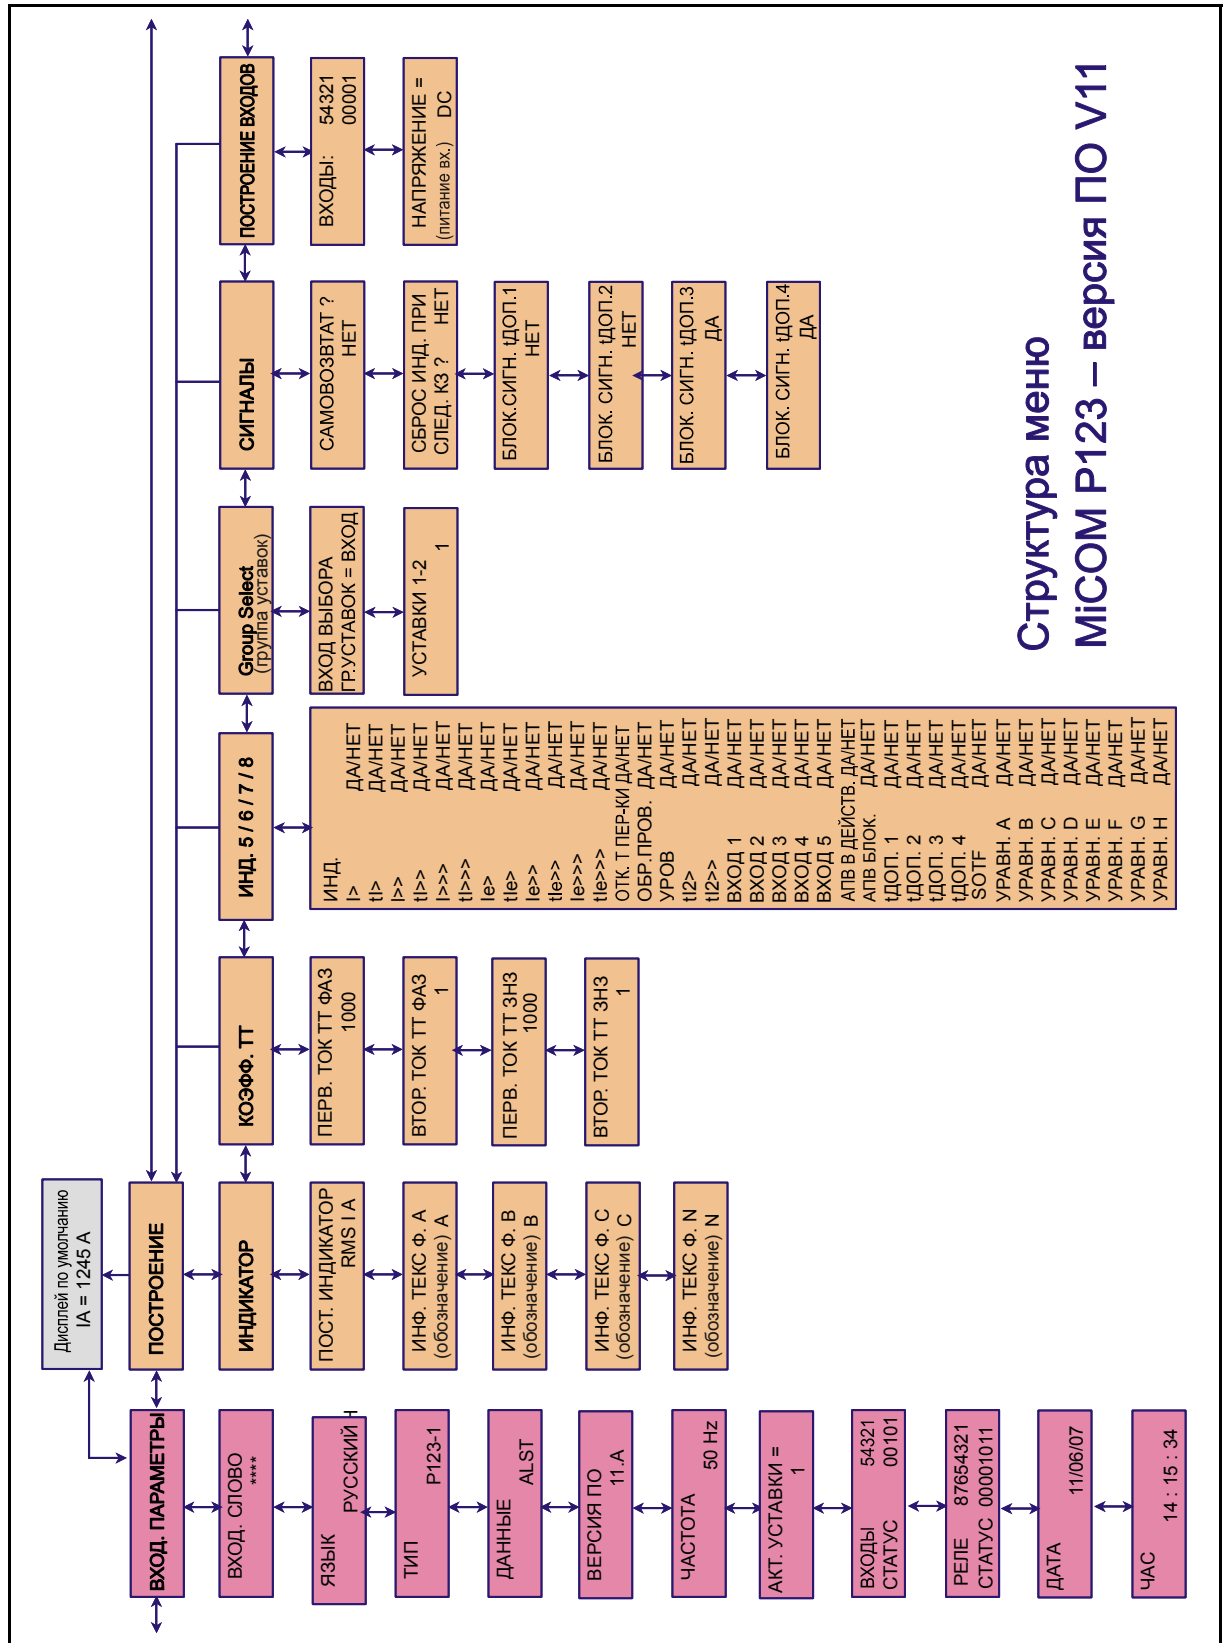 Дисплей по умолчанию
IA = 1245 A
ВХОД. ПАРАМЕТРЫ
ВХОД. СЛОВО
****
ЯЗЫК
РУССКИЙ
ТИП
P123-1
ДАННЫЕ
ALST
ВЕРСИЯ ПО
11.A
ЧАСТОТА
50 Hz
АКТ. УСТАВКИ =
1
ВХОДЫ 54321
СТАТУС 00101
РЕЛЕ 87654321
СТАТУС 00001011
ДАТА
11/06/07
ЧАС
14 : 15 : 34
ПОСТРОЕНИЕ
ИНДИКАТОР
ПОСТ. ИНДИКАТОР
RMS I A
ИНФ. ТЕКС Ф. A
(обозначение) A
ИНФ. ТЕКС Ф. B
(обозначение) B
ИНФ. ТЕКС Ф. C
(обозначение) C
ИНФ. ТЕКС Ф. N
(обозначение) N
КОЭФФ. ТТ
ПЕРВ. ТОК ТТ ФАЗ
1000
ВТОР. ТОК ТТ ФАЗ
1
ПЕРВ. ТОК ТТ ЗНЗ
1000
ВТОР. ТОК ТТ ЗНЗ
1
ИНД. 5 / 6 / 7 / 8
ИНД.
I> ДА/НЕТ
tI> ДА/НЕТ
I>> ДА/НЕТ
tI>> ДА/НЕТ
I>>> ДА/НЕТ
tI>>> ДА/НЕТ
Ie> ДА/НЕТ
tIe> ДА/НЕТ
Ie>> ДА/НЕТ
tIe>> ДА/НЕТ
Ie>>> ДА/НЕТ
tIe>>> ДА/НЕТ
ОТК. Т ПЕР-КИ ДА/НЕТ
ОБР.ПРОВ. ДА/НЕТ
УРОВ ДА/НЕТ
tI2> ДА/НЕТ
tI2>> ДА/НЕТ
ВХОД 1 ДА/НЕТ
ВХОД 2 ДА/НЕТ
ВХОД 3 ДА/НЕТ
ВХОД 4 ДА/НЕТ
ВХОД 5 ДА/НЕТ
АПВ В ДЕЙСТВ. ДА/НЕТ
АПВ БЛОК. ДА/НЕТ
tДОП. 1 ДА/НЕТ
tДОП. 2 ДА/НЕТ
tДОП. 3 ДА/НЕТ
tДОП. 4 ДА/НЕТ
SOTF ДА/НЕТ
УРАВН. A ДА/НЕТ
УРАВН. B ДА/НЕТ
УРАВН. C ДА/НЕТ
УРАВН. D ДА/НЕТ
УРАВН. E ДА/НЕТ
УРАВН. F ДА/НЕТ
УРАВН. G ДА/НЕТ
УРАВН. H ДА/НЕТ
Group Select
(группа уставок)
ВХОД ВЫБОРА
ГР.УСТАВОК = ВХОД
УСТАВКИ 1-2
1
СИГНАЛЫ
САМОВОЗВТАТ ?
НЕТ
СБРОС ИНД. ПРИ
СЛЕД. КЗ ? НЕТ
БЛОК.СИГН. tДОП.1
НЕТ
БЛОК. СИГН. tДОП.2
НЕТ
БЛОК. СИГН. tДОП.3
ДА
БЛОК. СИГН. tДОП.4
ДА
ПОСТРОЕНИЕ ВХОДОВ
ВХОДЫ: 54321
00001
НАПРЯЖЕНИЕ =
(питание вх.) DC
Структура меню
MiCOM P123 – версия ПО V11